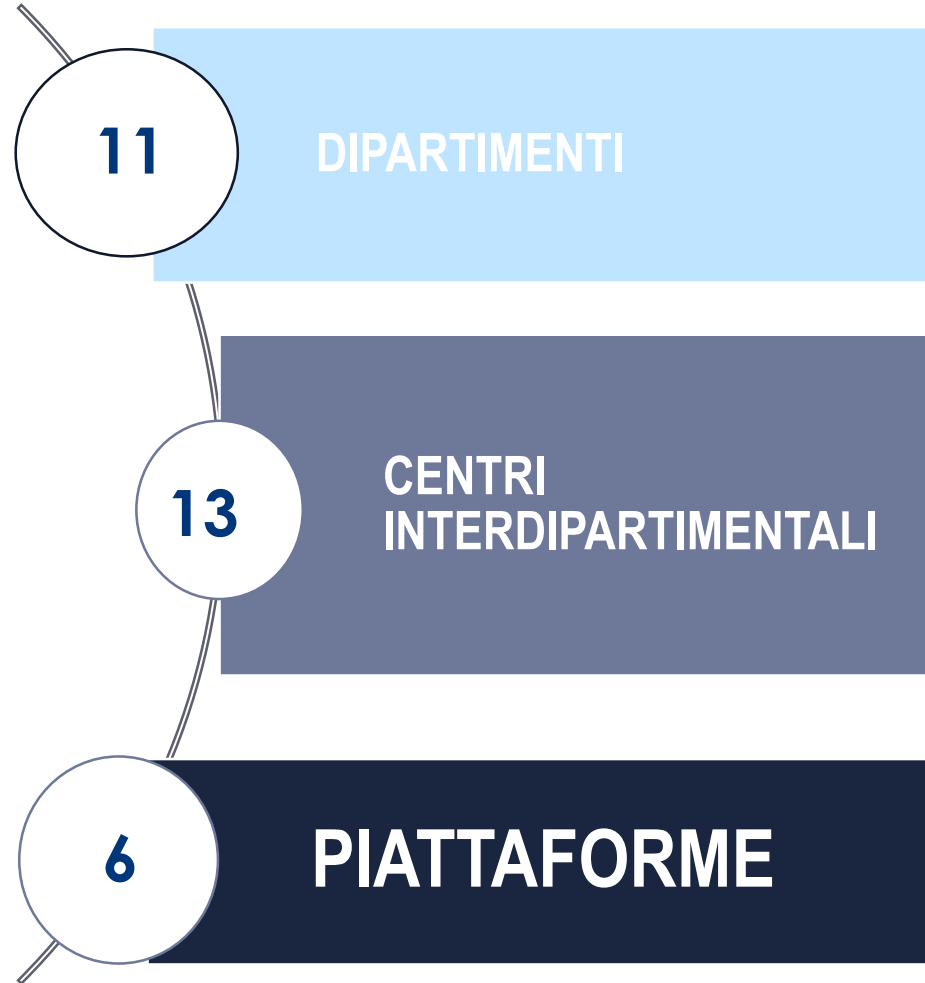 11
DIPARTIMENTI
13
CENTRI
INTERDIPARTIMENTALI
6
PIATTAFORME